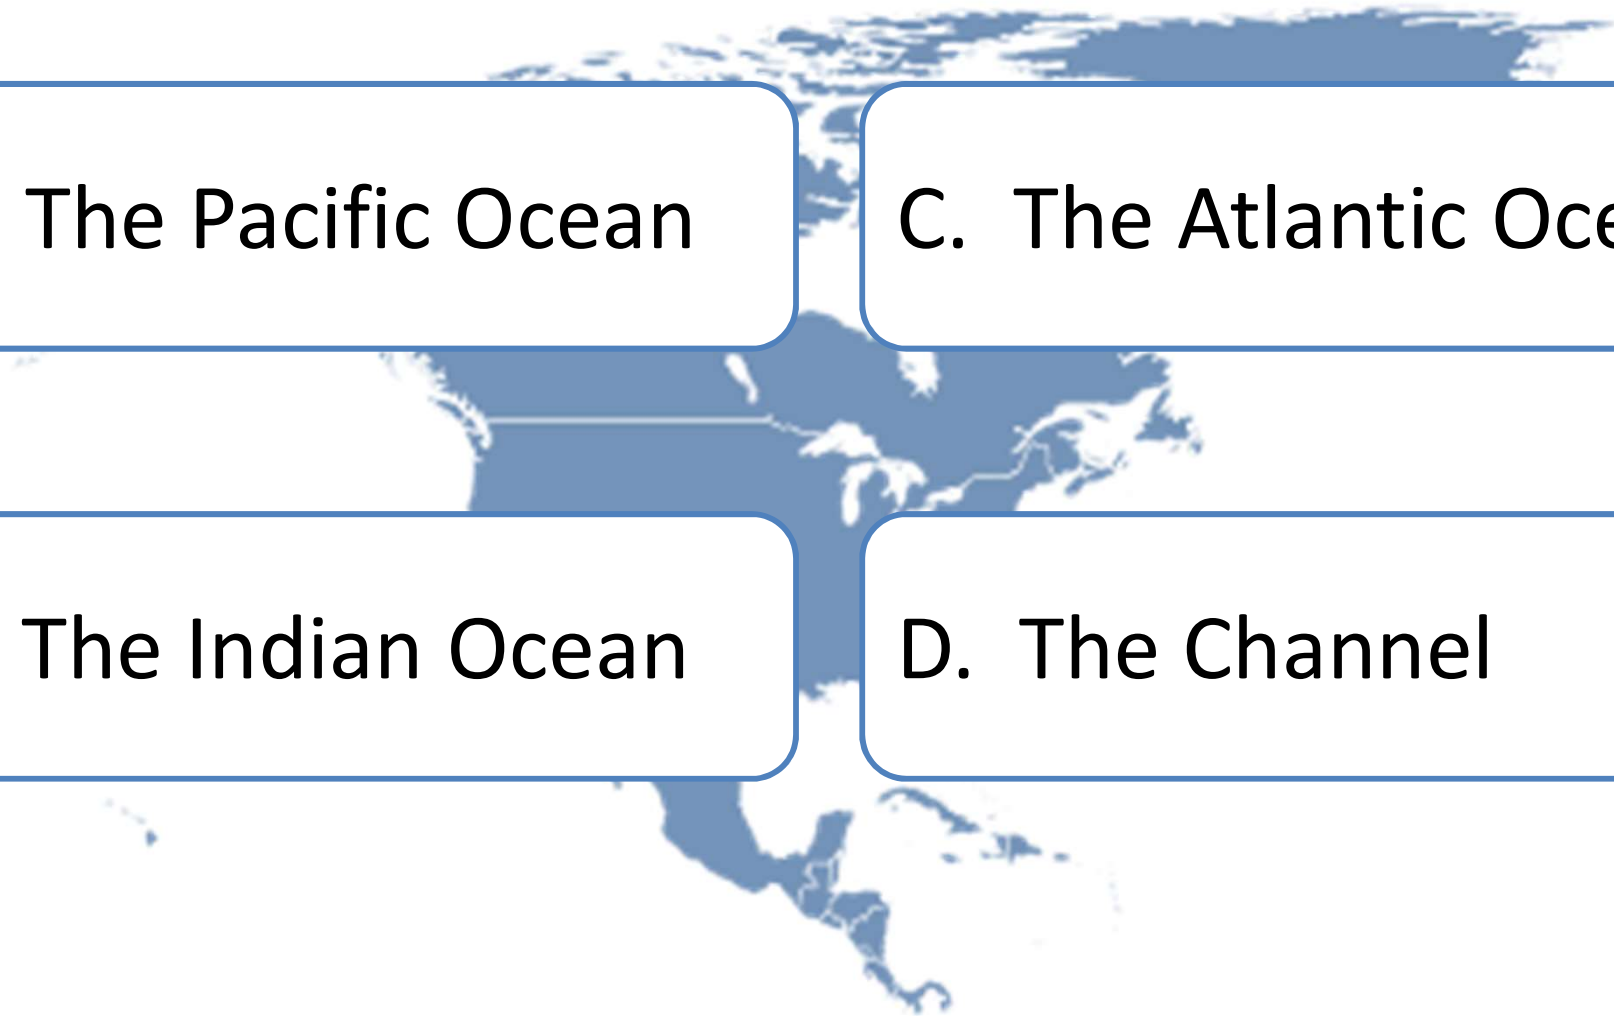 The Pacific Ocean
C. The Atlantic Oce
The Indian Ocean
D. The Channel